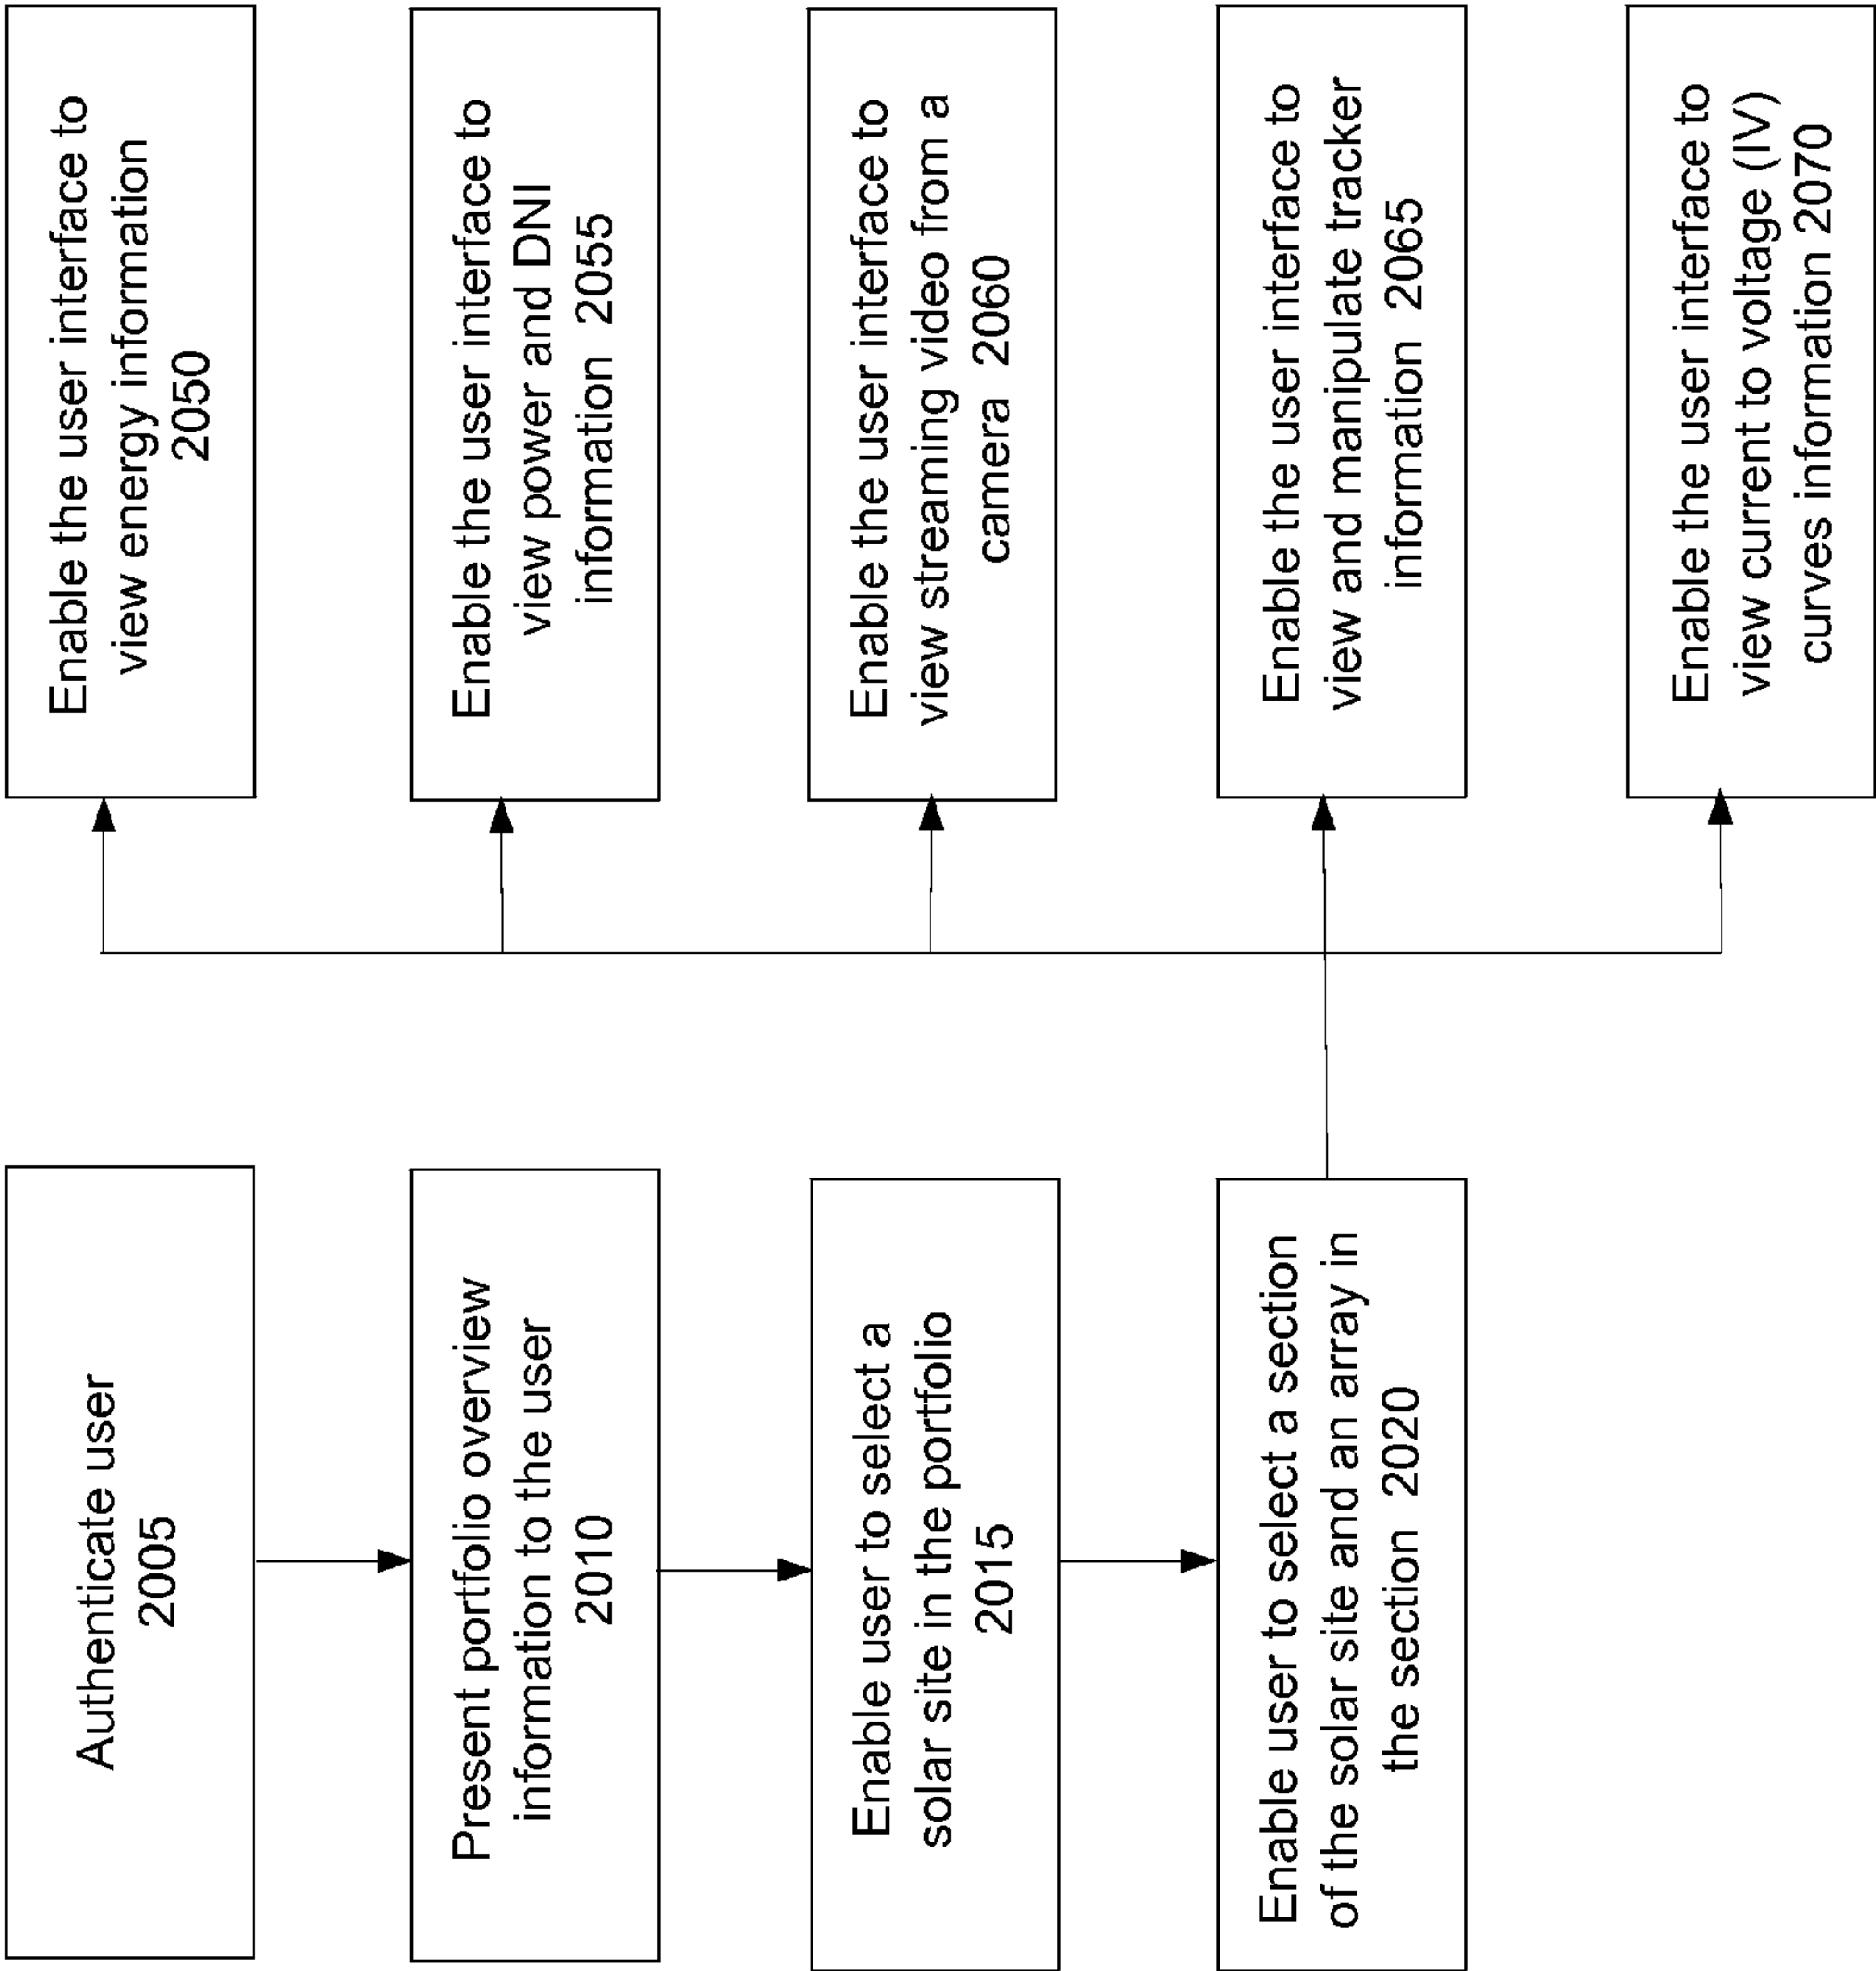 Authenticate user
2005
Present portfolio overview
information to the user
2010
Enable user to select a
solar site in the portfolio
2015
Enable user to select a section
of the solar site and an array in
the section 2020
Enable the user interface to
view energy information
2050
Enable the user interface to
view power and DNI
information 2055
Enable the user interface to
view streaming video from a
camera 2060
Enable the user interface to
view and manipulate tracker
information 2065
Enable the user interface to
view current to voltage (IV)
curves information 2070